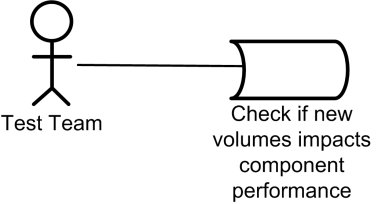 Test Team
Check if new
volumes impacts
component
performance